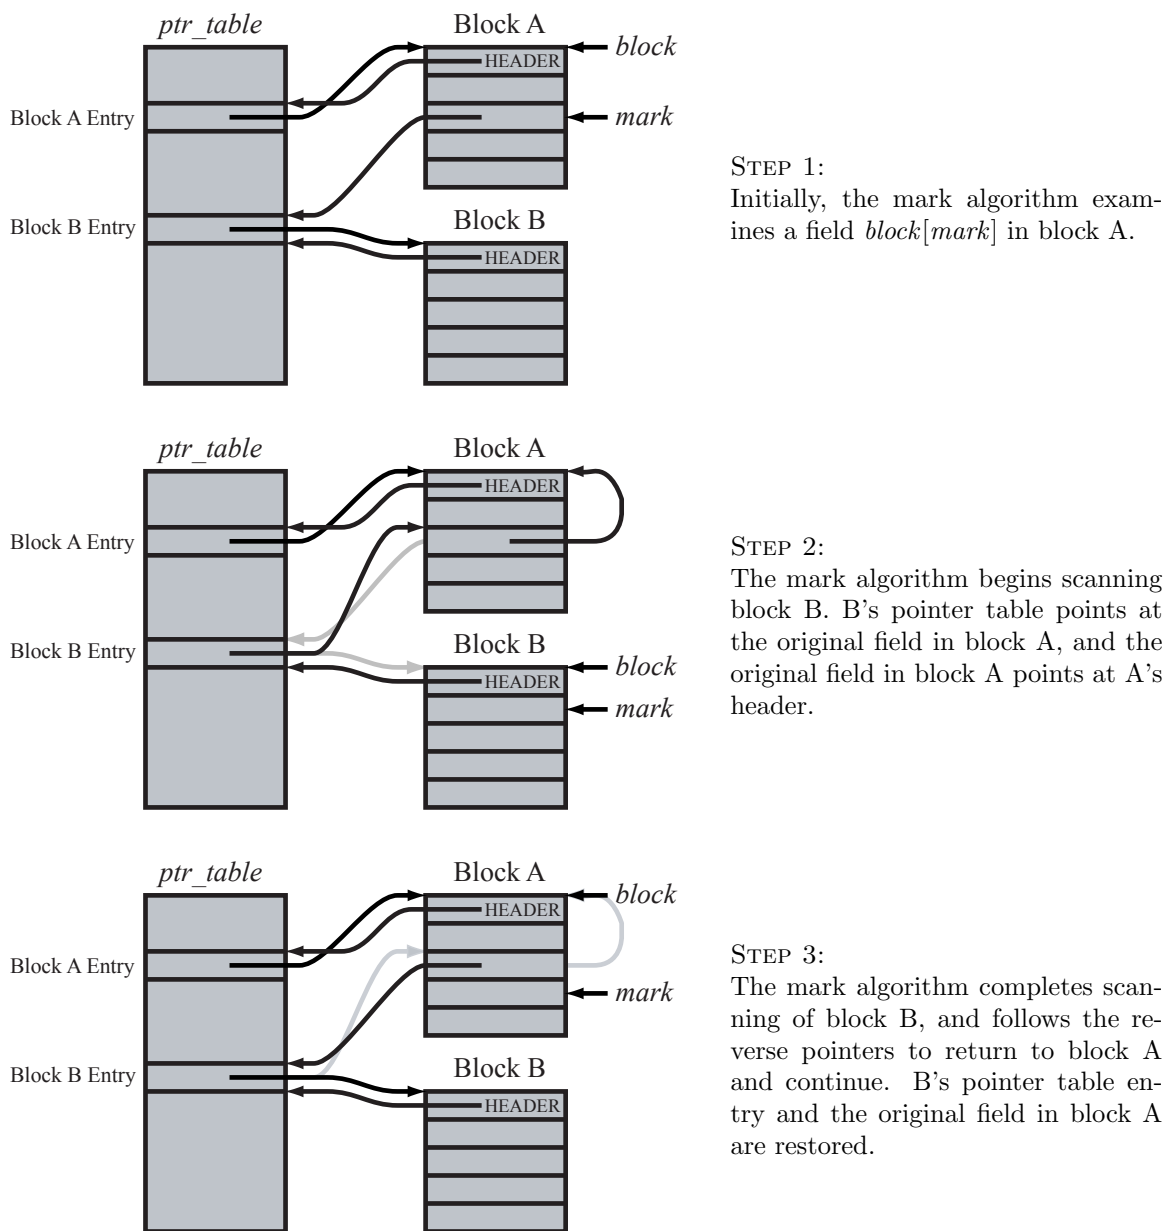 ptr_table
Block A
block
HEADER
Block A Entry
mark
Block B Entry
Block B
HEADER
STEP 1:
Initially, the mark algorithm exam-
ines a field block[mark] in block A.
ptr_table
Block A
HEADER
Block A Entry
Block B Entry
Block B
block
HEADER
mark
STEP 2:
The mark algorithm begins scanning
block B. B's pointer table points at
the original field in block A, and the
original field in block A points at A's
header.
ptr_table
Block A
block
HEADER
Block A Entry
mark
Block B Entry
Block B
HEADER
STEP 3:
The mark algorithm completes scan-
ning of block B, and follows the re-
verse pointers to return to block A
and continue. B's pointer table en-
try and the original field in block A
are restored.